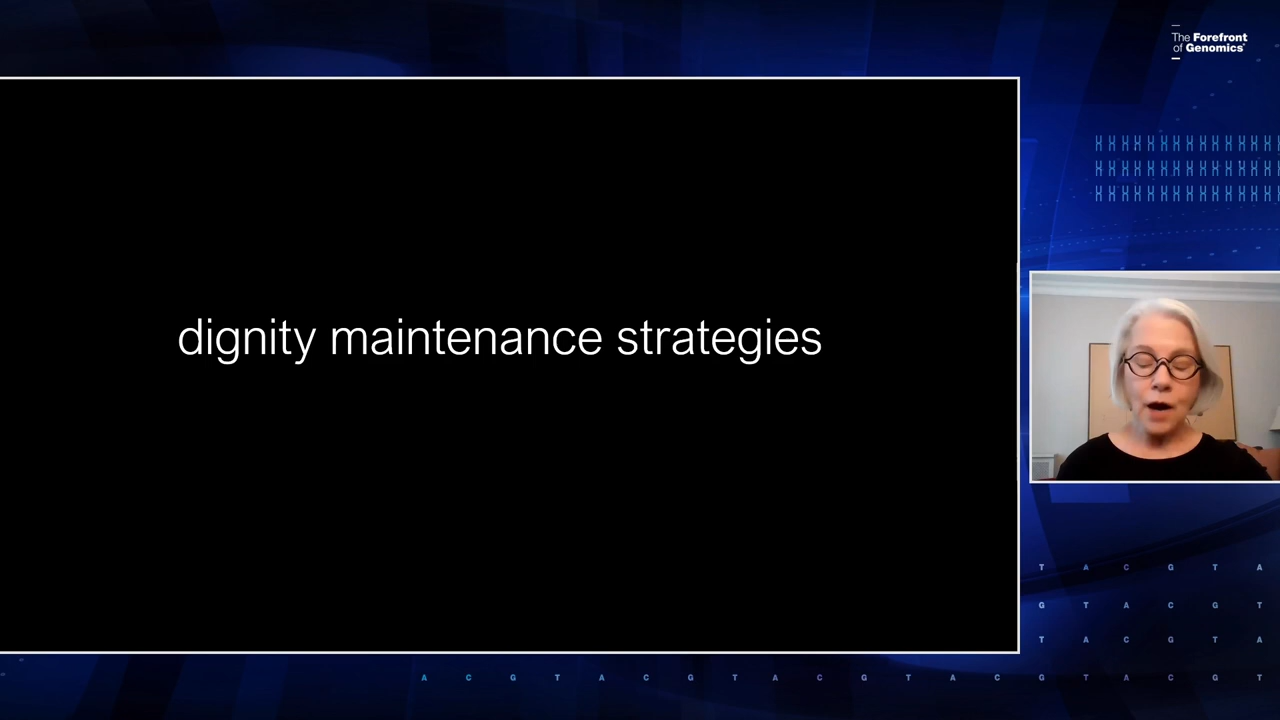 The Forefront
of Genomics®
dignity maintenance strategies
T A C G T A
G T A C G T
T A C G T A
A C G T A C G T A C G T A C G T A C G T